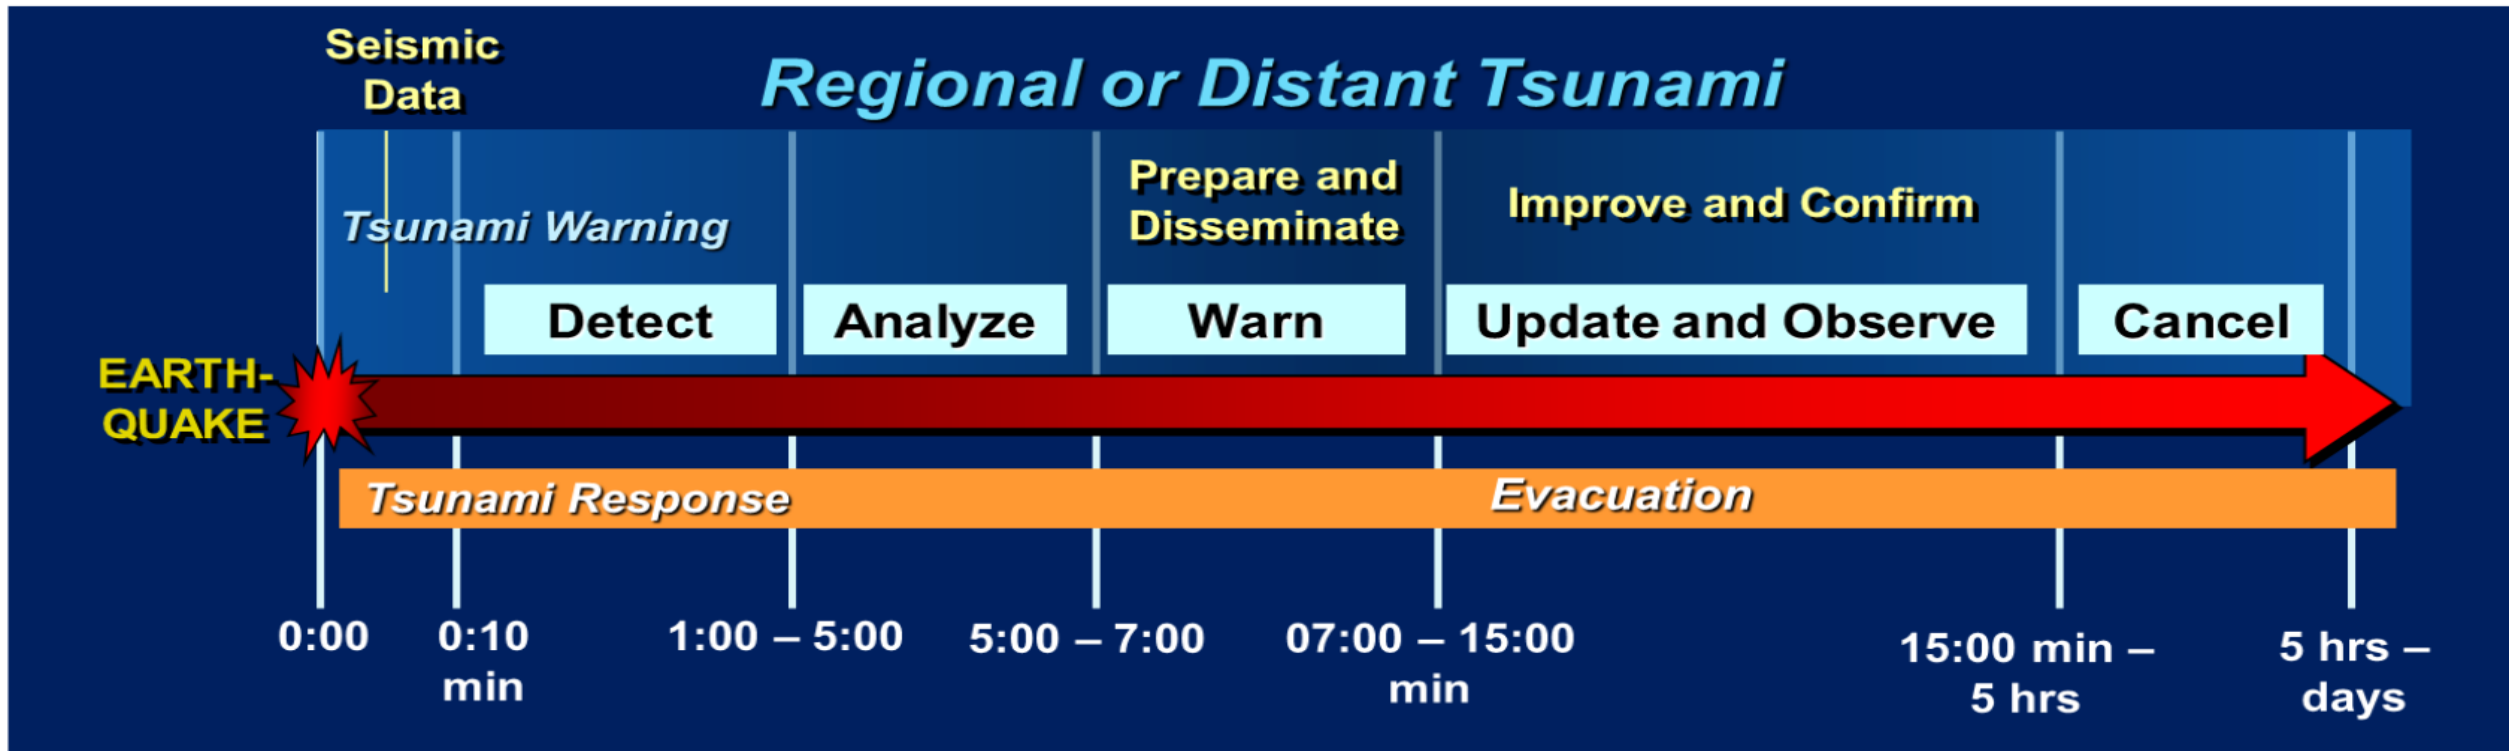 Seismic
Data
Regional or Distant Tsunami
Tsunami Warning
Prepare and
Disseminate
Improve and Confirm
Detect
Analyze
Warn
Update and Observe
Cancel
EARTH-
QUAKE
Tsunami Response
Evacuation
0:00
0:10
min
1:00 – 5:00
5:00 – 7:00
07:00 – 15:00
min
15:00 min –
5 hrs
5 hrs –
days